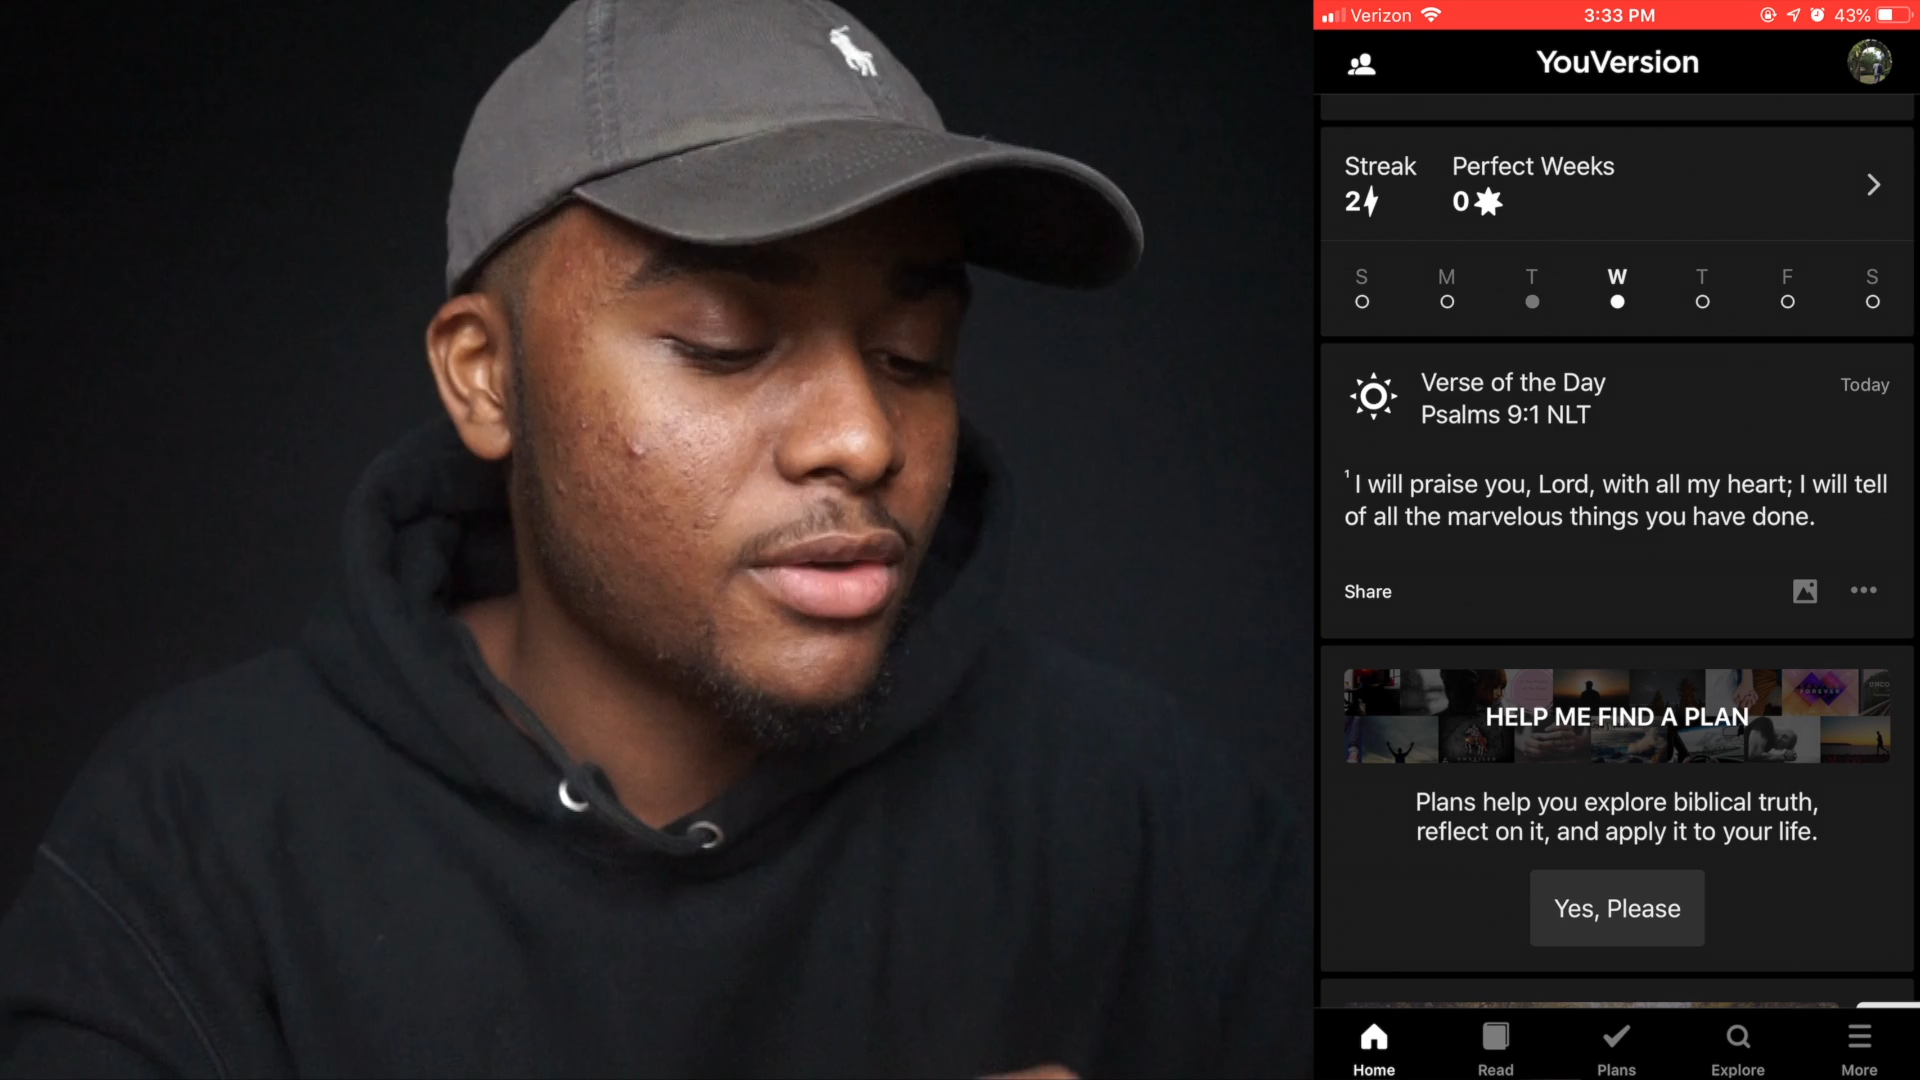 Verizon 3:33 PM 43%
YouVersion
Streak Perfect Weeks
2 0
S M T W T F S
Verse of the Day Today
Psalms 9:1 NLT
1 I will praise you, Lord, with all my heart; I will tell
of all the marvelous things you have done.
Share
FOREVER
HELP ME FIND A PLAN
Plans help you explore biblical truth,
reflect on it, and apply it to your life.
Yes, Please
Home Read Plans Explore More